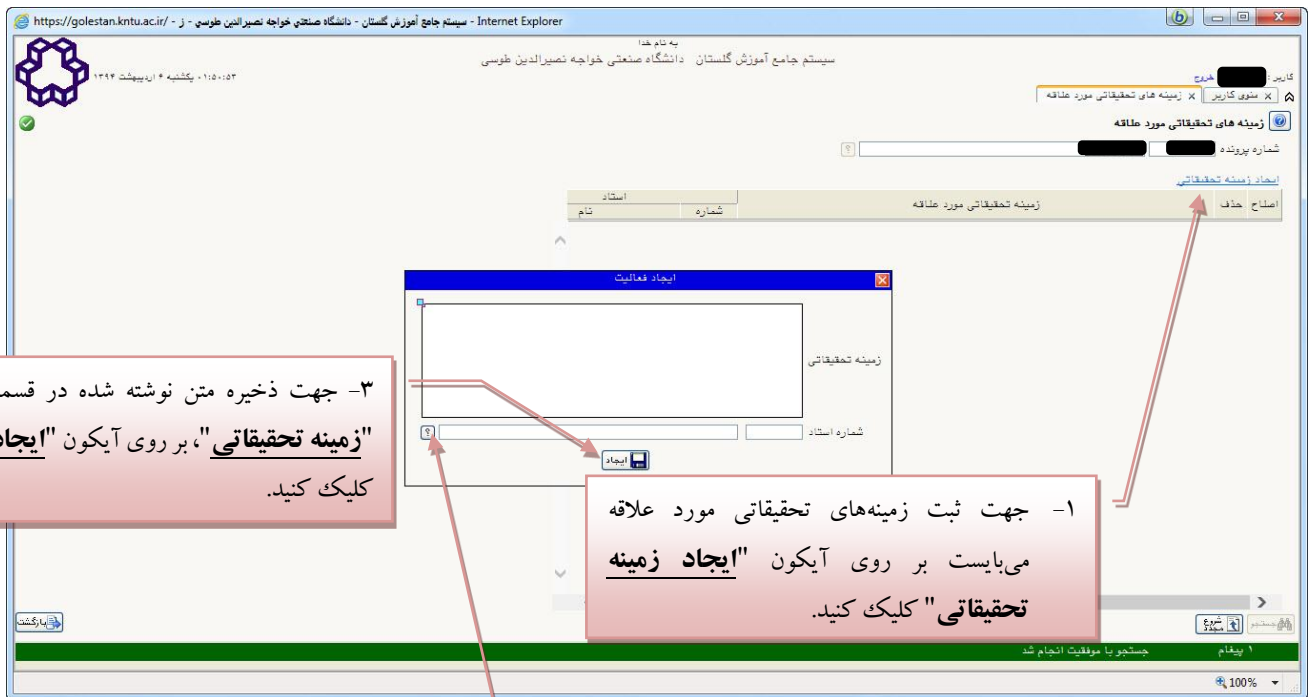 https://golestan.kntu.ac.ir/ - سیستم جامع آموزش گلستان - دانشگاه صنعتي خواجه نصیرالدین طوسي - ز - Internet Explorer
به نام خدا
سیستم جامع آموزش گلستان دانشگاه صنعتی خواجه نصیرالدین طوسی
۰۱:۵۰:۵۳ یکشنبه ۶ اردیبهشت ۱۳۹۴
کاربر : خروج
منوی کاربر x زمینه های تحقیقاتی مورد علاقه x
زمینه های تحقیقاتی مورد علاقه
شماره پرونده
ایجاد زمینه تحقیقاتی
اصلاح حذف زمینه تحقیقاتی مورد علاقه استاد
شماره نام
ایجاد فعالیت
زمینه تحقیقاتی
شماره استاد
ایجاد
۳- جهت ذخیره متن نوشته شده در
"زمینه تحقیقاتی"، بر روی آیکون
کلیک کنید.
۱- جهت ثبت زمینه‌های تحقیقاتی مورد علاقه
می‌بایست بر روی آیکون "ایجاد زمینه
تحقیقاتی" کلیک کنید.
جستجو شروع مجدد بازگشت
۱ پیغام جستجو با موفقیت انجام شد
100%